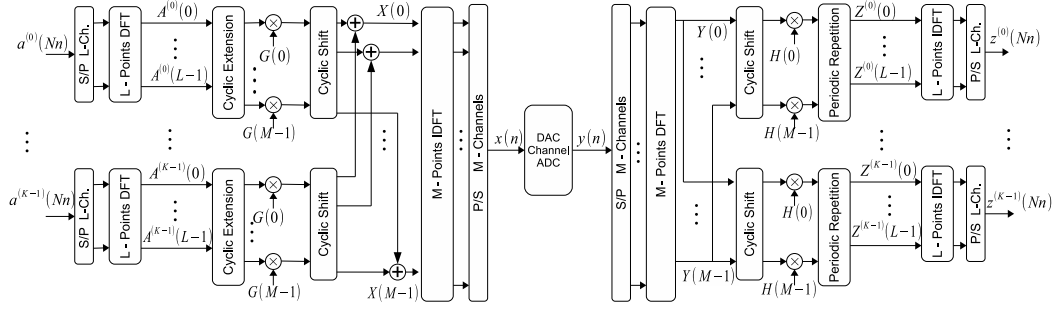 a^{(0)}(Nn)
S/P L-Ch.
L - Points DFT
A^{(0)}(0)
A^{(0)}(L-1)
Cyclic Extension
G(0)
G(M-1)
Cyclic Shift
a^{(K-1)}(Nn)
S/P L-Ch.
L - Points DFT
A^{(K-1)}(0)
A^{(K-1)}(L-1)
Cyclic Extension
G(0)
G(M-1)
Cyclic Shift
X(0)
X(M-1)
M - Points IDFT
P/S M - Channels
x(n)
DAC
Channel
ADC
y(n)
S/P M - Channels
M - Points DFT
Y(0)
Y(M-1)
Cyclic Shift
H(0)
H(M-1)
Periodic Repetition
Z^{(0)}(0)
Z^{(0)}(L-1)
L - Points IDFT
P/S L-Ch.
z^{(0)}(Nn)
Cyclic Shift
H(0)
H(M-1)
Periodic Repetition
Z^{(K-1)}(0)
Z^{(K-1)}(L-1)
L - Points IDFT
P/S L-Ch.
z^{(K-1)}(Nn)